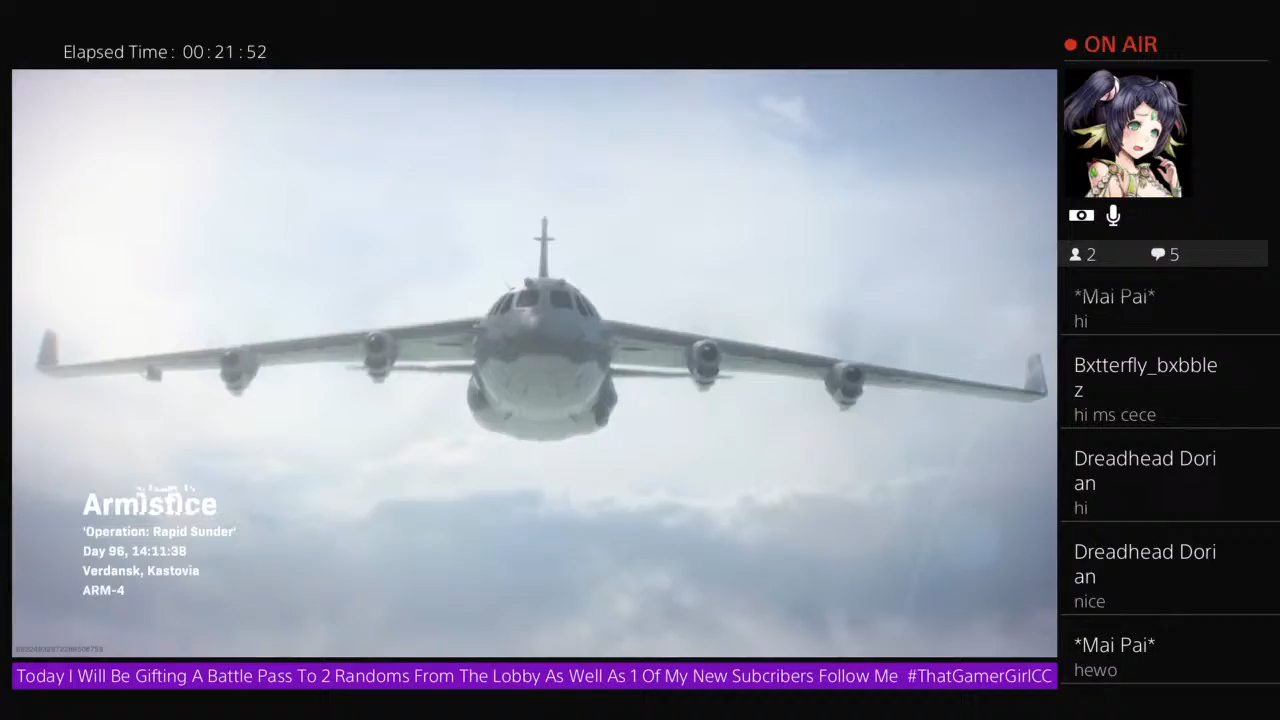 Elapsed Time: 00:21:52
ON AIR
2 5
*Mai Pai*
hi
Bxtterfly_bxbble
z
hi ms cece
Dreadhead Dori
an
hi
Dreadhead Dori
an
nice
*Mai Pai*
hewo
Armistice
'Operation: Rapid Sunder'
Day 96, 14:11:38
Verdansk, Kastovia
ARM-4
Today I Will Be Gifting A Battle Pass To 2 Randoms From The Lobby As Well As 1 Of My New Subcribers Follow Me #ThatGamerGirlCC